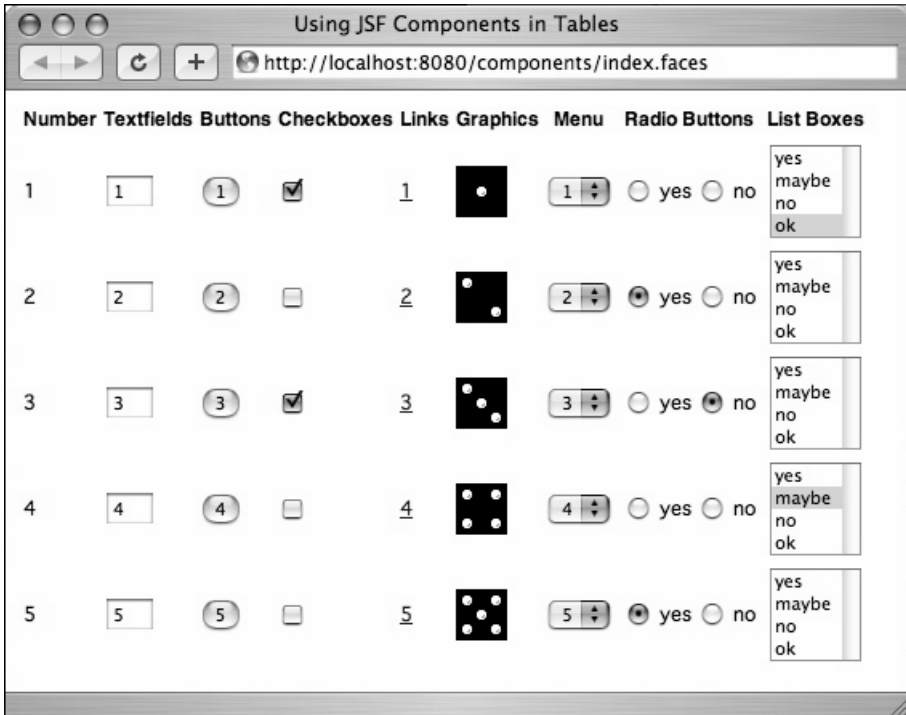 Using JSF Components in Tables
http://localhost:8080/components/index.faces
Number Textfields Buttons Checkboxes Links Graphics Menu Radio Buttons List Boxes
1 1 1 1 1 yes no
yes
maybe
no
ok
2 2 2 2 2 yes no
yes
maybe
no
ok
3 3 3 3 3 yes no
yes
maybe
no
ok
4 4 4 4 4 yes no
yes
maybe
no
ok
5 5 5 5 5 yes no
yes
maybe
no
ok